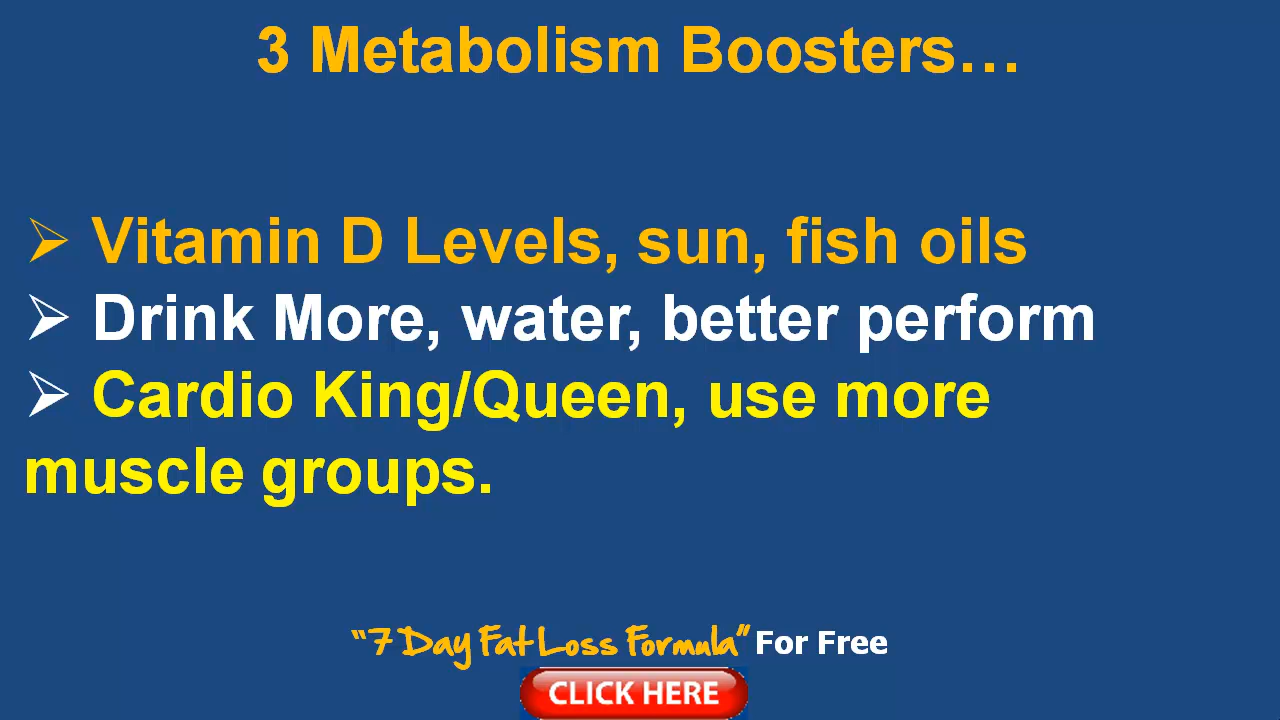 3 Metabolism Boosters...
➢ Vitamin D Levels, sun, fish oils
➢ Drink More, water, better perform
➢ Cardio King/Queen, use more
muscle groups.
"7 Day Fat Loss Formula" For Free
CLICK HERE